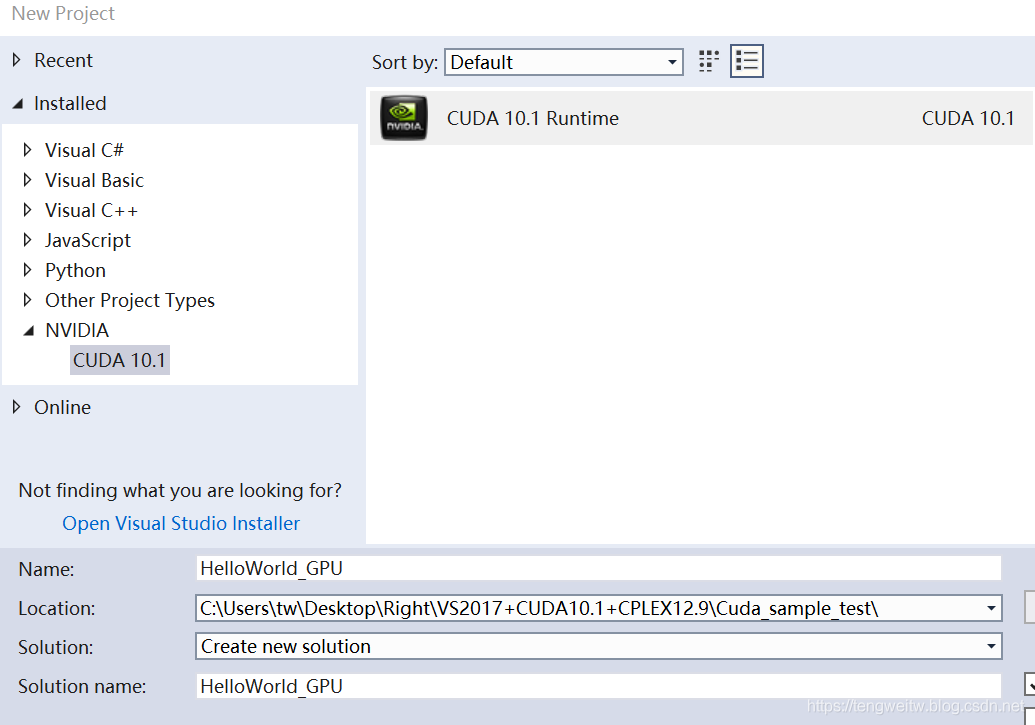 New Project
Recent
Sort by: Default
Installed
NVIDIA.
CUDA 10.1 Runtime
CUDA 10.1
Visual C#
Visual Basic
Visual C++
JavaScript
Python
Other Project Types
NVIDIA
CUDA 10.1
Online
Not finding what you are looking for?
Open Visual Studio Installer
Name: HelloWorld_GPU
Location: C:\Users\tw\Desktop\Right\VS2017+CUDA10.1+CPLEX12.9\Cuda_sample_test\
Solution: Create new solution
Solution name: HelloWorld_GPU
https://tengweitw.blog.csdn.net